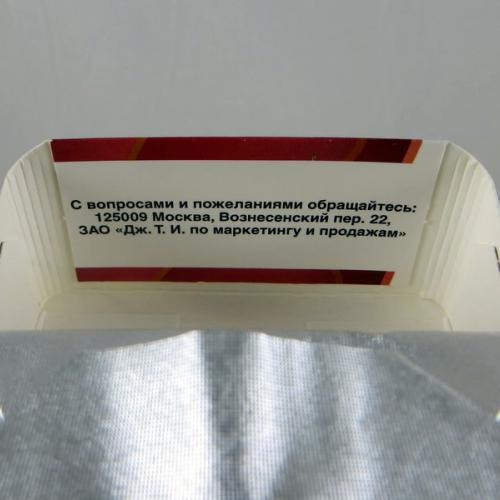 С вопросами и пожеланиями обращайтесь:
125009 Москва, Вознесенский пер. 22,
ЗАО «Дж. Т. И. по маркетингу и продажам»